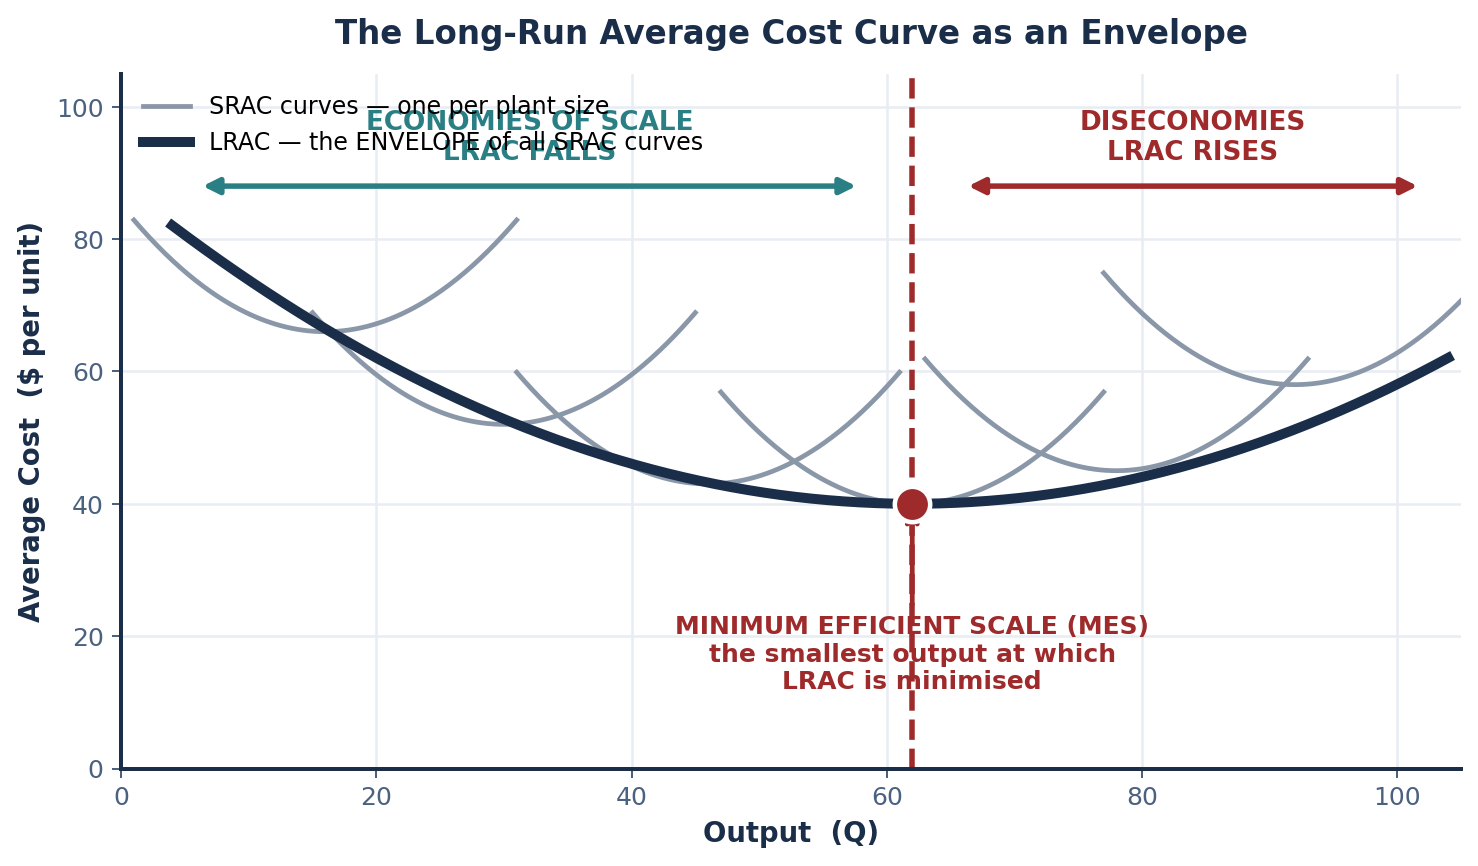 The Long-Run Average Cost Curve as an Envelope
SRAC curves — one per plant size
LRAC — the ENVELOPE of all SRAC curves
ECONOMIES OF SCALE
LRAC FALLS
DISECONOMIES
LRAC RISES
MINIMUM EFFICIENT SCALE (MES)
the smallest output at which
LRAC is minimised
Average Cost ($ per unit)
100
80
60
40
20
0
0 20 40 60 80 100
Output (Q)